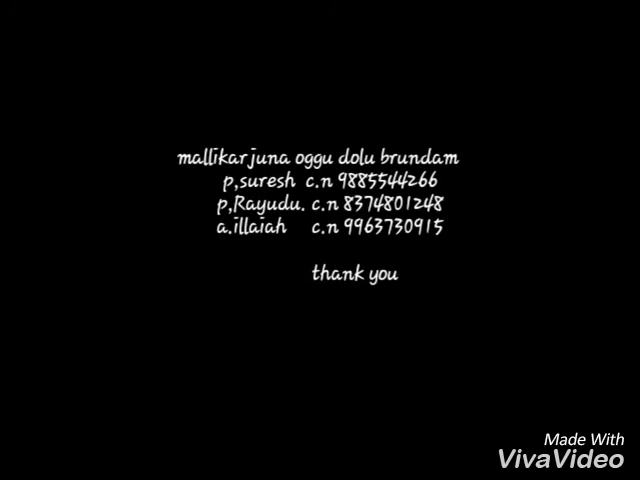 mallikarjuna oggu dolu brundam
p,suresh c.n 9885544266
p,Rayudu. c.n 8374801248
a.illaiah c.n 9963730915
thank you
Made With
VivaVideo